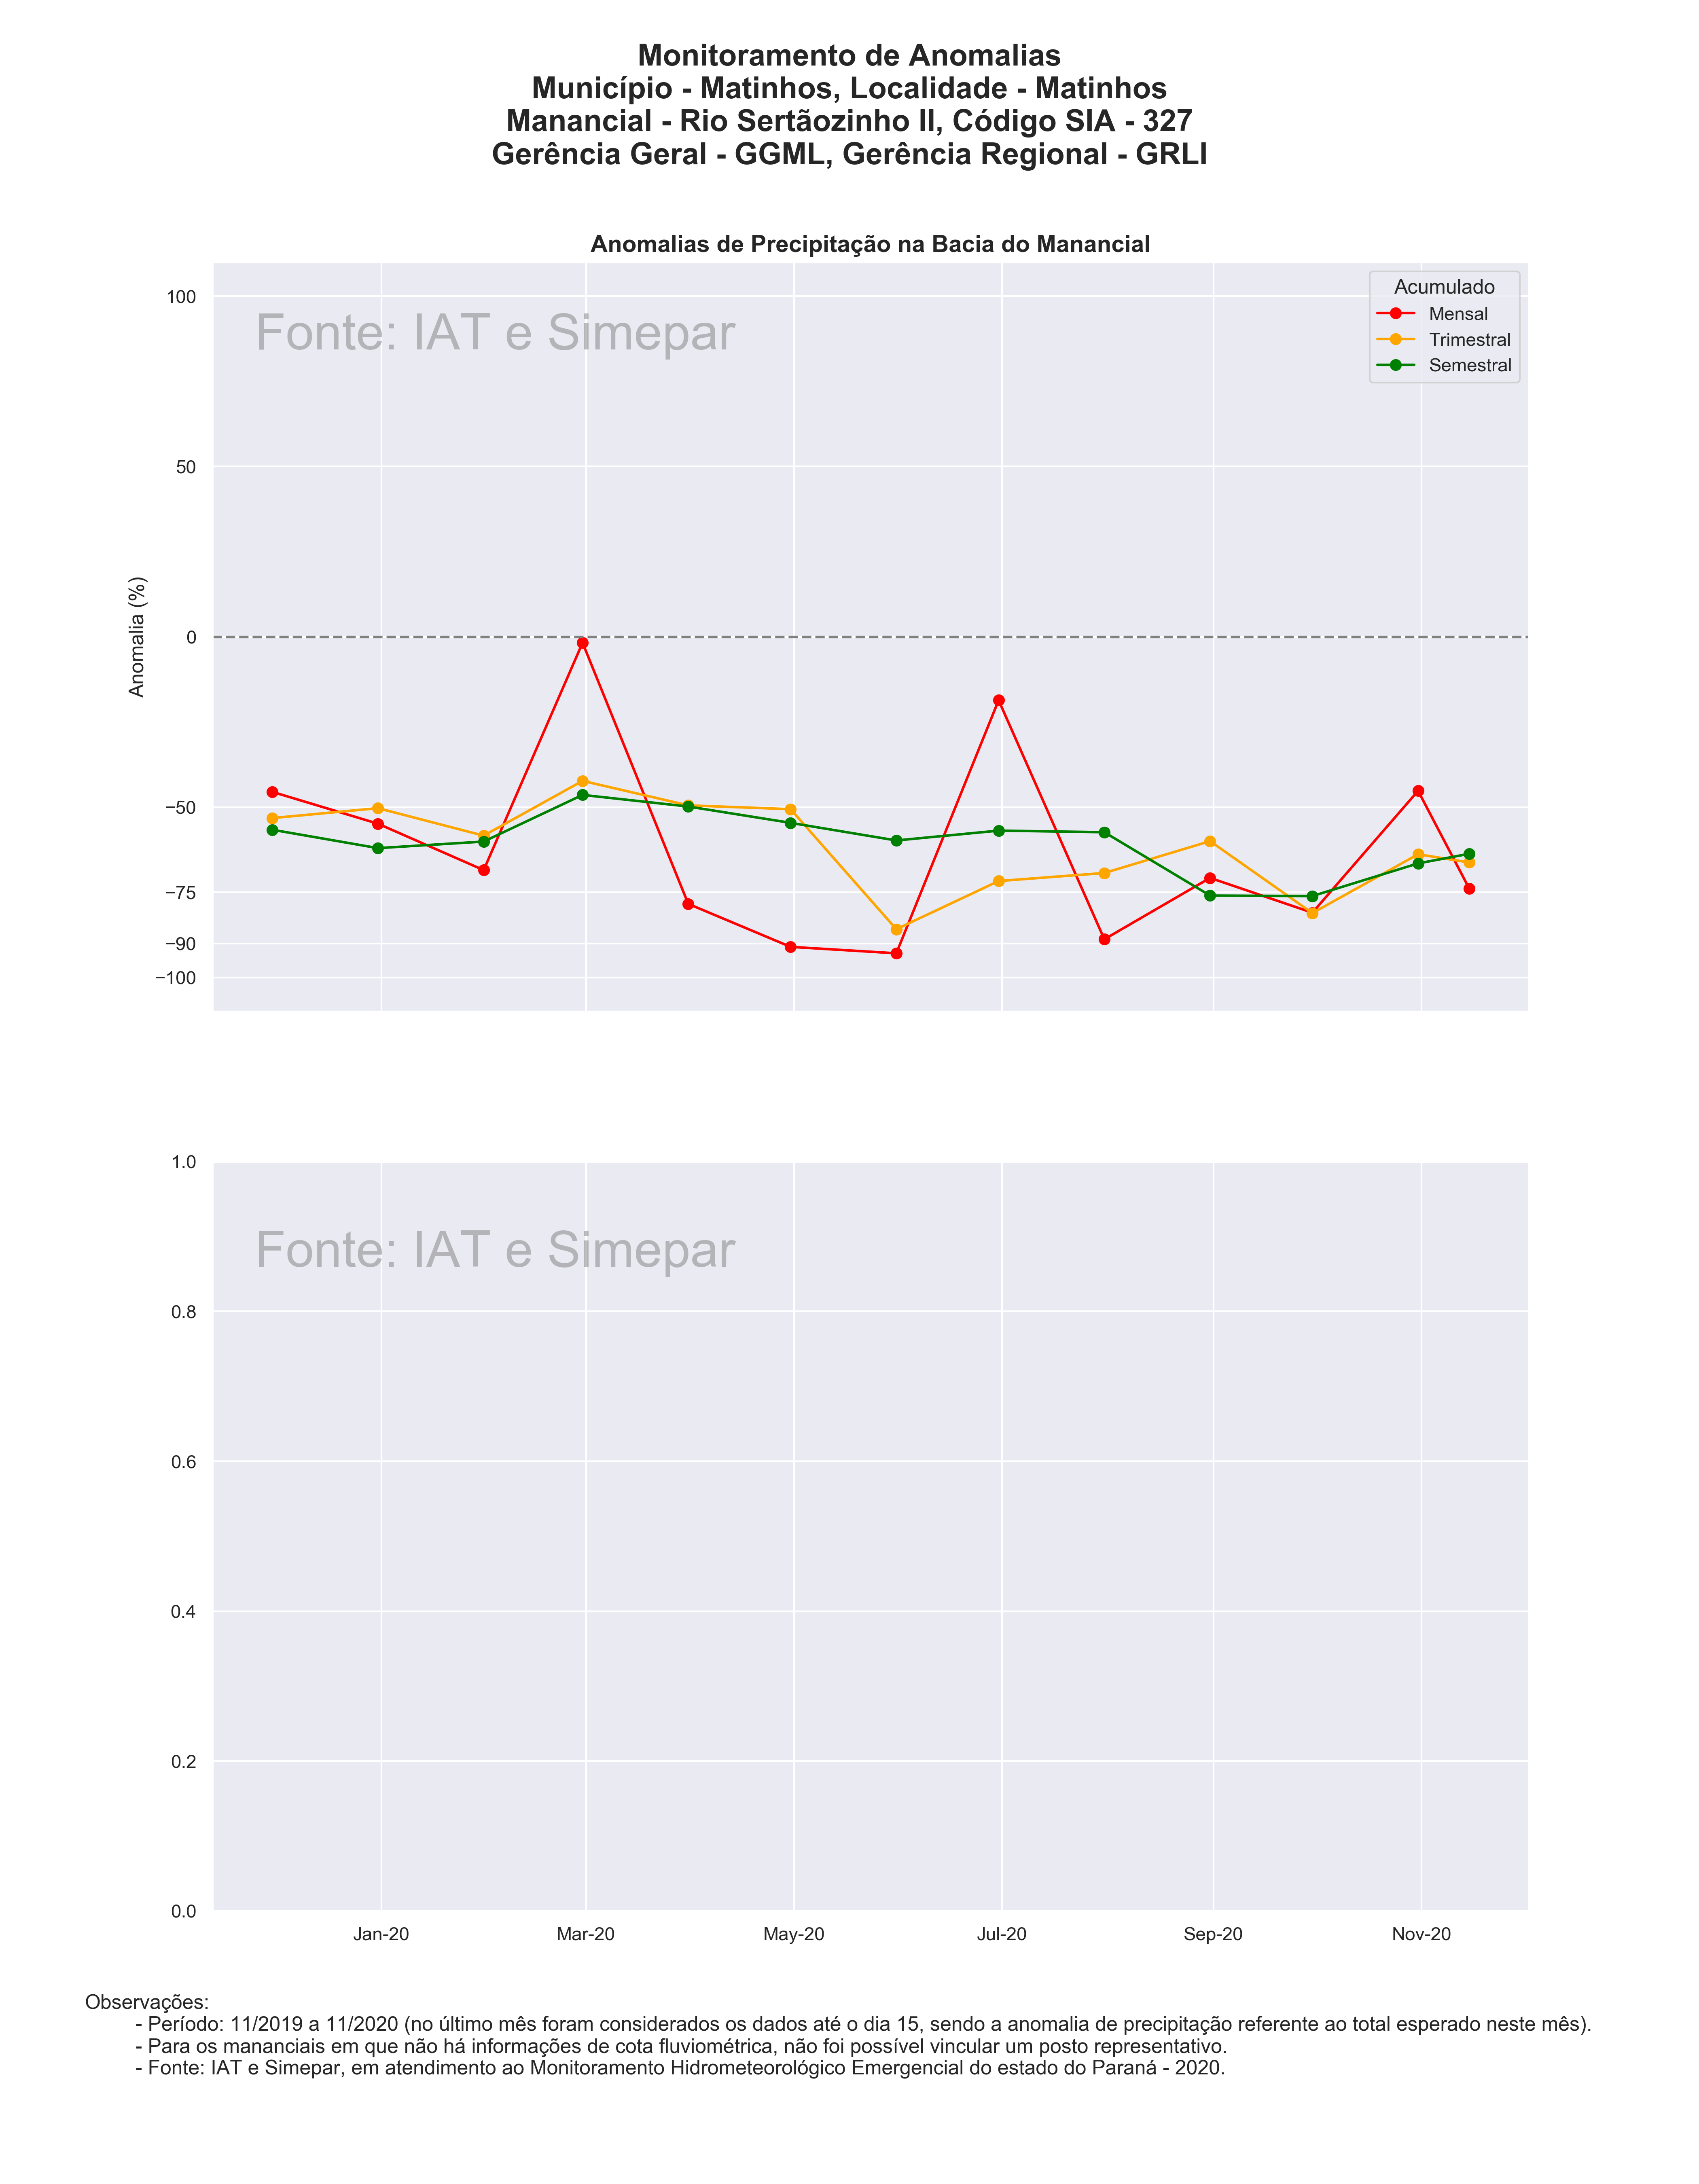 Monitoramento de Anomalias
Município - Matinhos, Localidade - Matinhos
Manancial - Rio Sertãozinho II, Código SIA - 327
Gerência Geral - GGML, Gerência Regional - GRLI
Anomalias de Precipitação na Bacia do Manancial
Fonte: IAT e Simepar
Acumulado
Mensal
Trimestral
Semestral
Anomalia (%)
100
50
0
−50
−75
−90
−100
Fonte: IAT e Simepar
1.0
0.8
0.6
0.4
0.2
0.0
Jan-20 Mar-20 May-20 Jul-20 Sep-20 Nov-20
Observações:
- Período: 11/2019 a 11/2020 (no último mês foram considerados os dados até o dia 15, sendo a anomalia de precipitação referente ao total esperado neste mês).
- Para os mananciais em que não há informações de cota fluviométrica, não foi possível vincular um posto representativo.
- Fonte: IAT e Simepar, em atendimento ao Monitoramento Hidrometeorológico Emergencial do estado do Paraná - 2020.